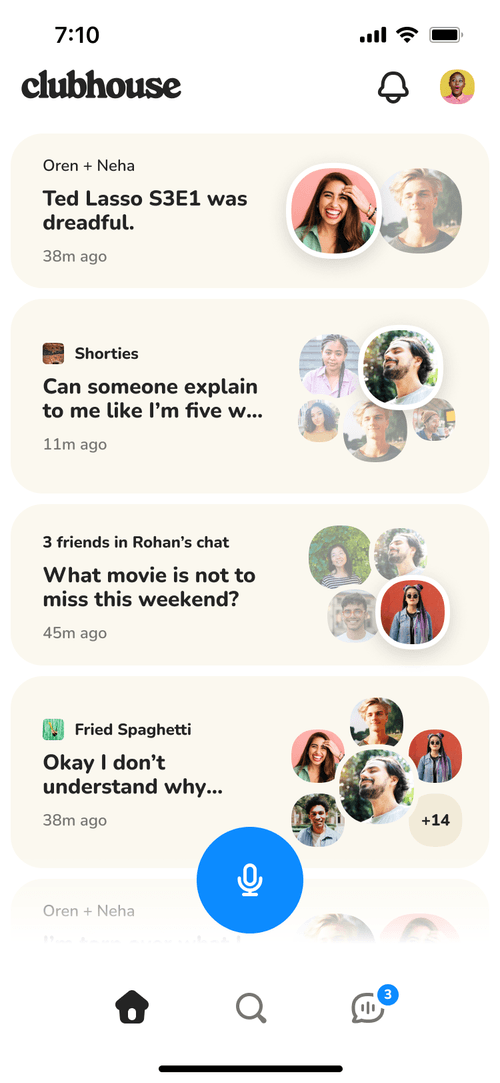 7:10
clubhouse
Oren + Neha
Ted Lasso S3E1 was
dreadful.
38m ago
Shorties
Can someone explain
to me like I’m five w...
11m ago
3 friends in Rohan’s chat
What movie is not to
miss this weekend?
45m ago
Fried Spaghetti
Okay I don’t
understand why...
38m ago
+14
Oren + Neha
3